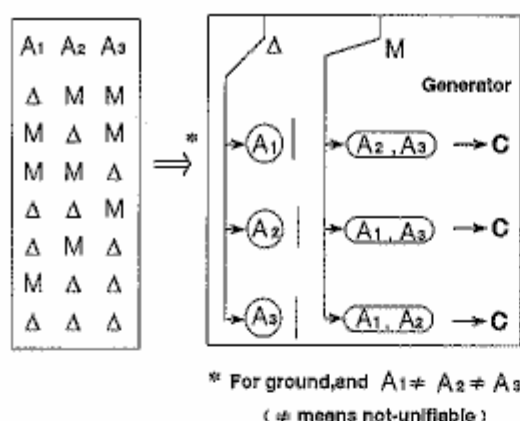 A₁ A₂ A₃
Δ M M
M Δ M
M M Δ
Δ Δ M
Δ M Δ
M Δ Δ
Δ Δ Δ
⇒ *
Δ M
Generator
A₁ A₂ , A₃ → C
A₂ A₁ , A₃ → C
A₃ A₁ , A₂ → C
* For ground,and A₁ ≠ A₂ ≠ A₃
( ≠ means not-unifiable )